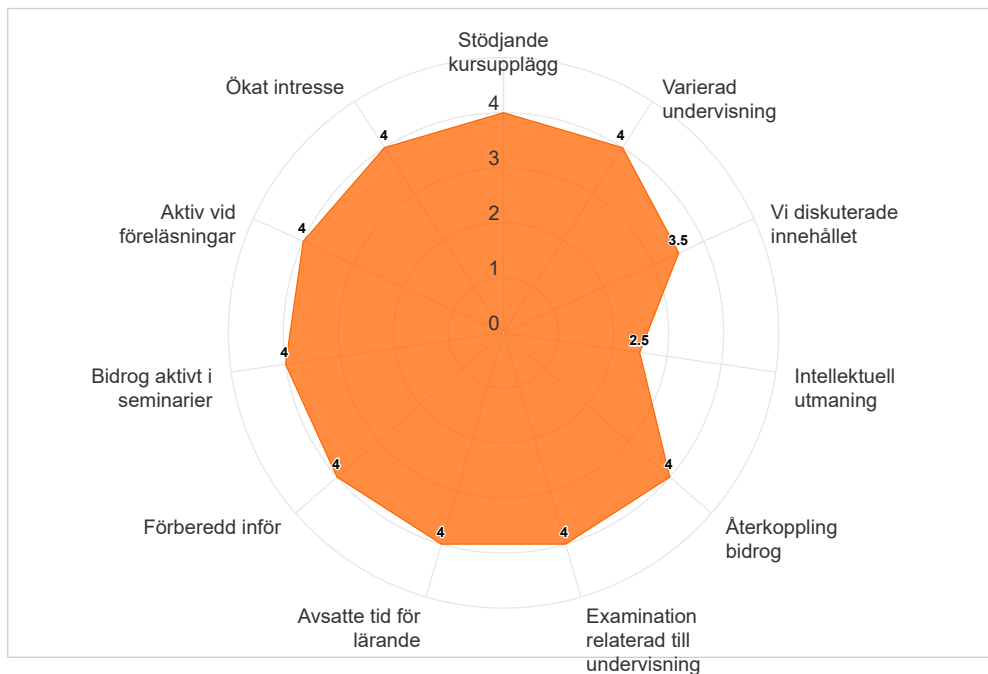 Stödjande
kursupplägg
Ökat intresse
Varierad
undervisning
4
4
4
3
Aktiv vid
föreläsningar
4
Vi diskuterade
innehållet
3.5
2
1
0
2.5
Bidrog aktivt i
seminarier
4
Intellektuell
utmaning
4
4
Förberedd inför
Återkoppling
bidrog
4
4
Avsatte tid för
lärande
Examination
relaterad till
undervisning